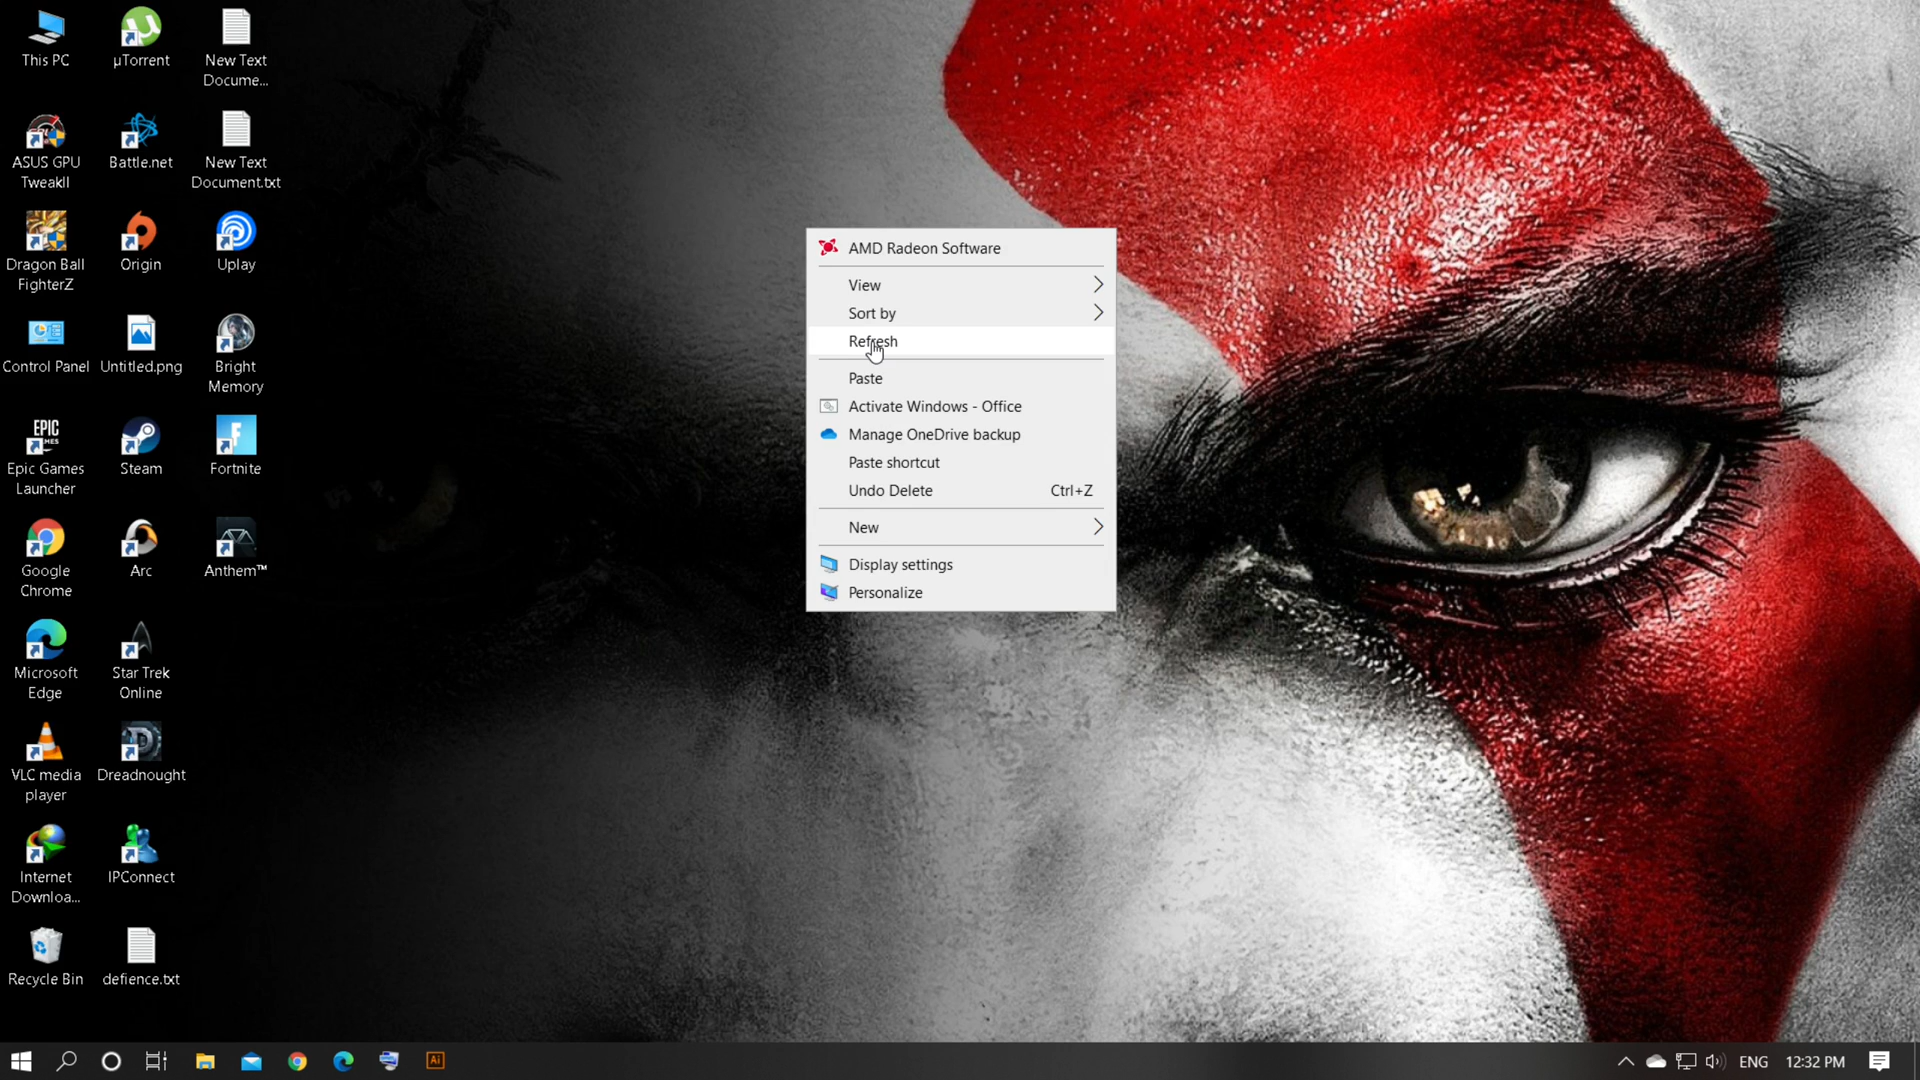 This PC
µTorrent
New Text
Docume...
ASUS GPU
TweakII
Battle.net
New Text
Document.txt
Dragon Ball
FighterZ
Origin
Uplay
Control Panel
Untitled.png
Bright
Memory
EPIC
GAMES
Epic Games
Launcher
Steam
Fortnite
Google
Chrome
Arc
Anthem™
Microsoft
Edge
Star Trek
Online
VLC media
player
Dreadnought
Internet
Downloa...
IPConnect
Recycle Bin
defience.txt
AMD Radeon Software
View
Sort by
Refresh
Paste
Activate Windows - Office
Manage OneDrive backup
Paste shortcut
Undo Delete Ctrl+Z
New
Display settings
Personalize
Ai
ENG 12:32 PM